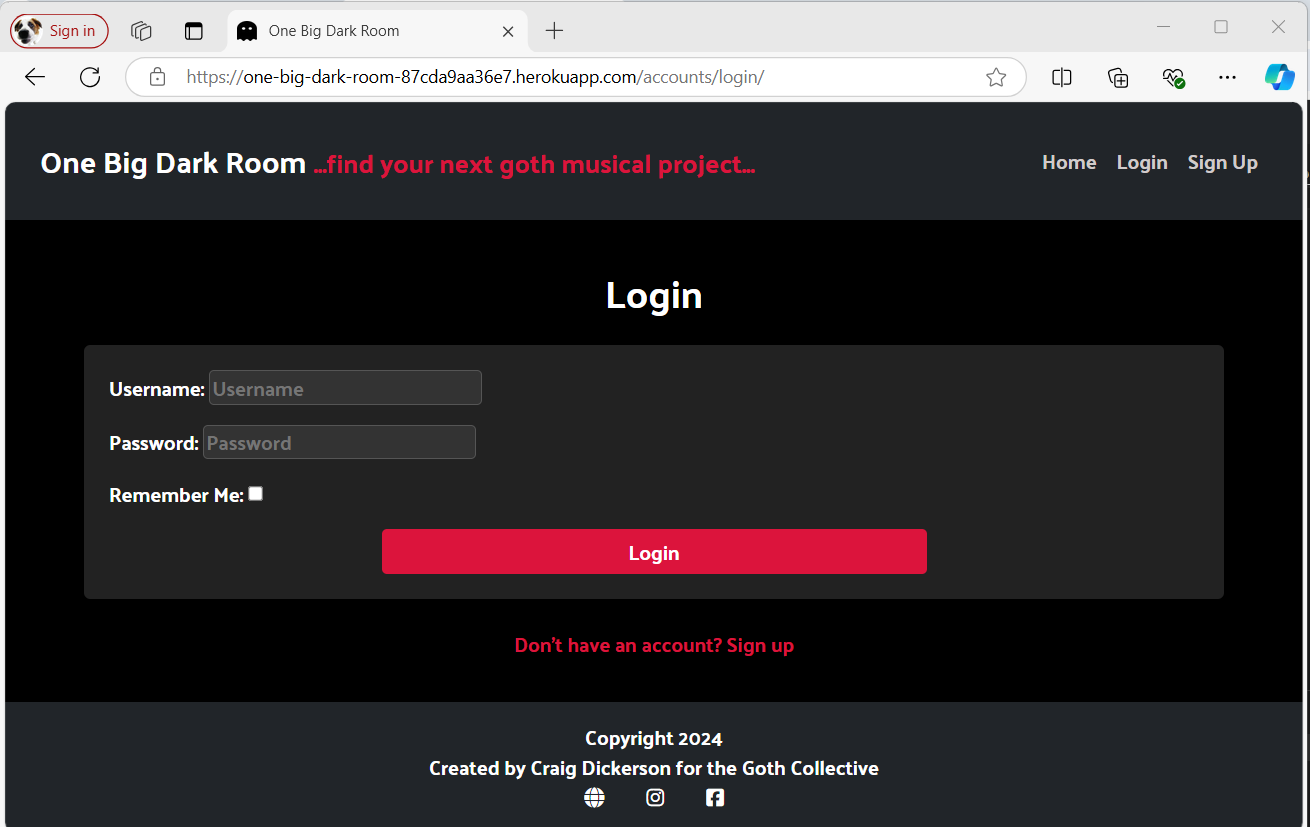 Sign in
One Big Dark Room
https://one-big-dark-room-87cda9aa36e7.herokuapp.com/accounts/login/
One Big Dark Room ...find your next goth musical project...
Home Login Sign Up
Login
Username: Username
Password: Password
Remember Me:
Login
Don't have an account? Sign up
Copyright 2024
Created by Craig Dickerson for the Goth Collective